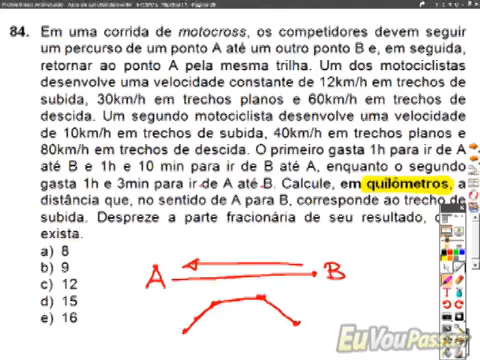 84. Em uma corrida de motocross, os competidores devem seguir
um percurso de um ponto A até um outro ponto B e, em seguida,
retornar ao ponto A pela mesma trilha. Um dos motociclistas
desenvolve uma velocidade constante de 12km/h em trechos de
subida, 30km/h em trechos planos e 60km/h em trechos de
descida. Um segundo motociclista desenvolve uma velocidade
de 10km/h em trechos de subida, 40km/h em trechos planos e
80km/h em trechos de descida. O primeiro gasta 1h para ir de A
até B e 1h e 10 min para ir de B até A, enquanto o segundo
gasta 1h e 3min para ir de A até B. Calcule, em quilômetros, a
distância que, no sentido de A para B, corresponde ao trecho de
subida. Despreze a parte fracionária de seu resultado,
exista.
a) 8
b) 9
c) 12
d) 15
e) 16
A B
EuVouPassar